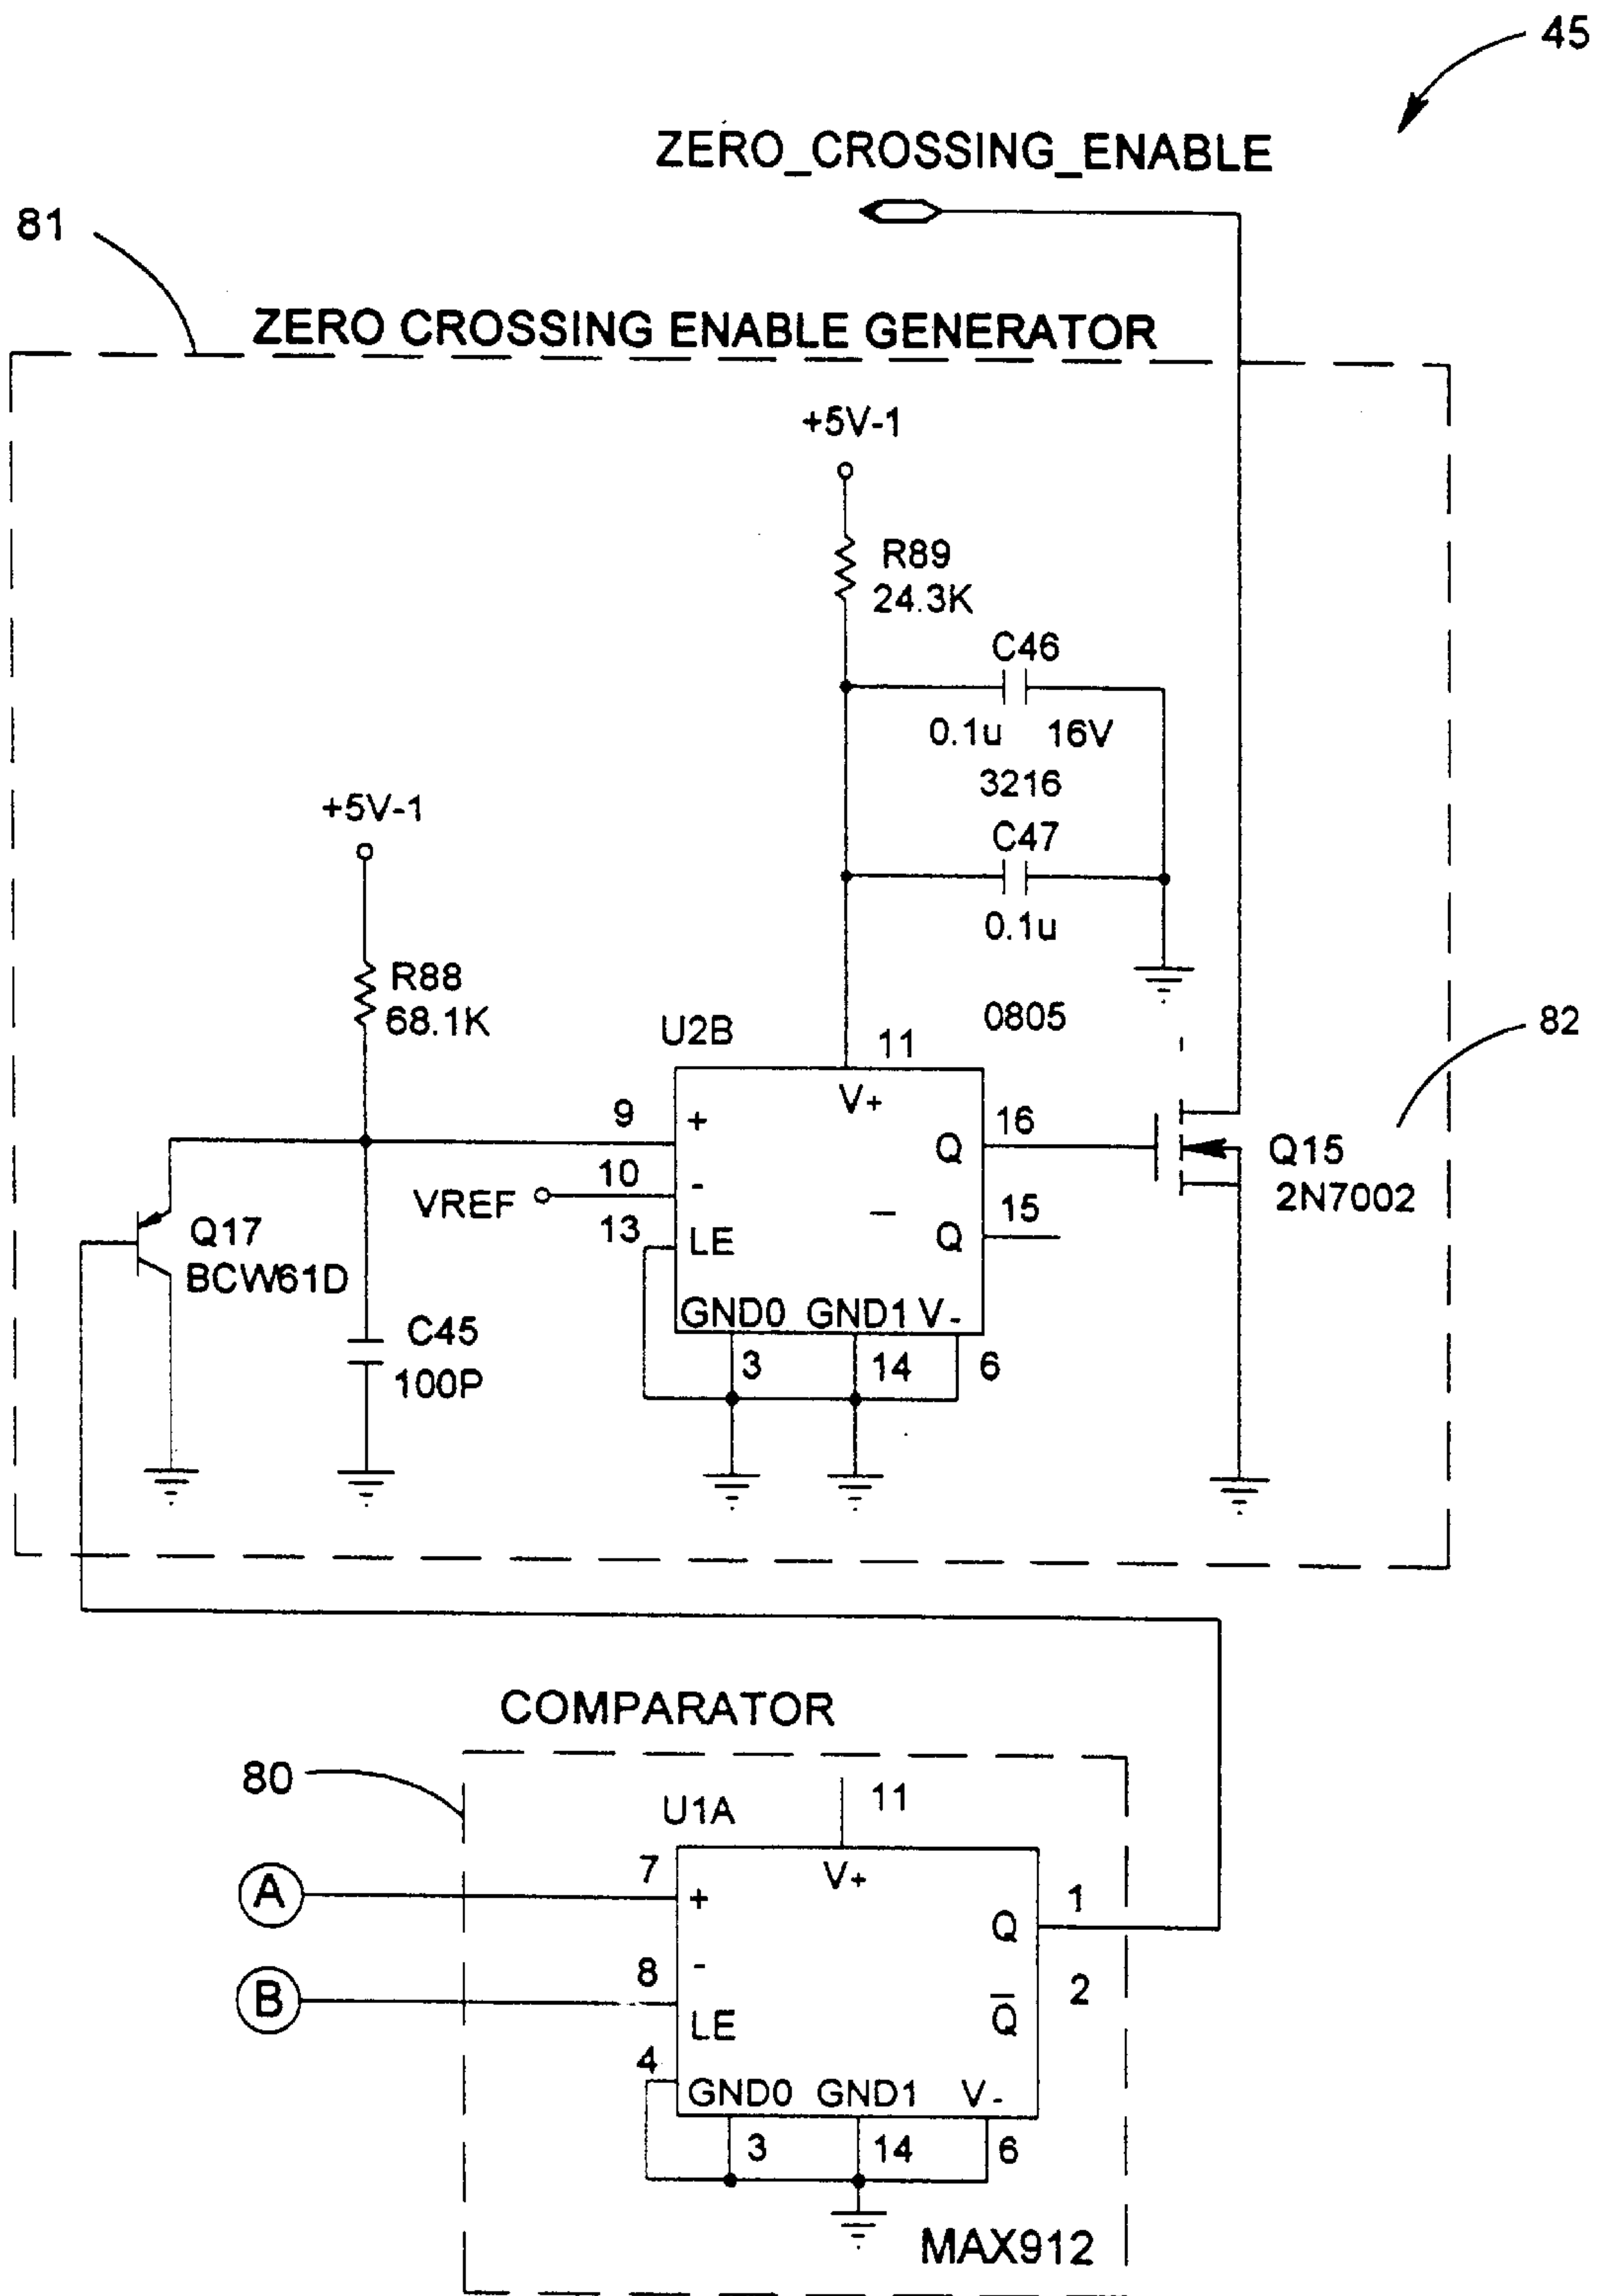 45
ZERO_CROSSING_ENABLE
81
ZERO CROSSING ENABLE GENERATOR
+5V-1
R89
24.3K
C46
0.1u 16V
3216
+5V-1
C47
0.1u
R88
68.1K
0805
82
U2B
11
V+
9
+
16
Q
10
-
Q15
2N7002
VREF
13
LE
15
Q̅
Q17
BCW61D
GND0 GND1 V-
C45
100P
3
14
6
COMPARATOR
80
U1A
11
V+
7
A
+
1
Q
8
-
B
2
Q̅
LE
4
GND0 GND1 V-
3
14
6
MAX912